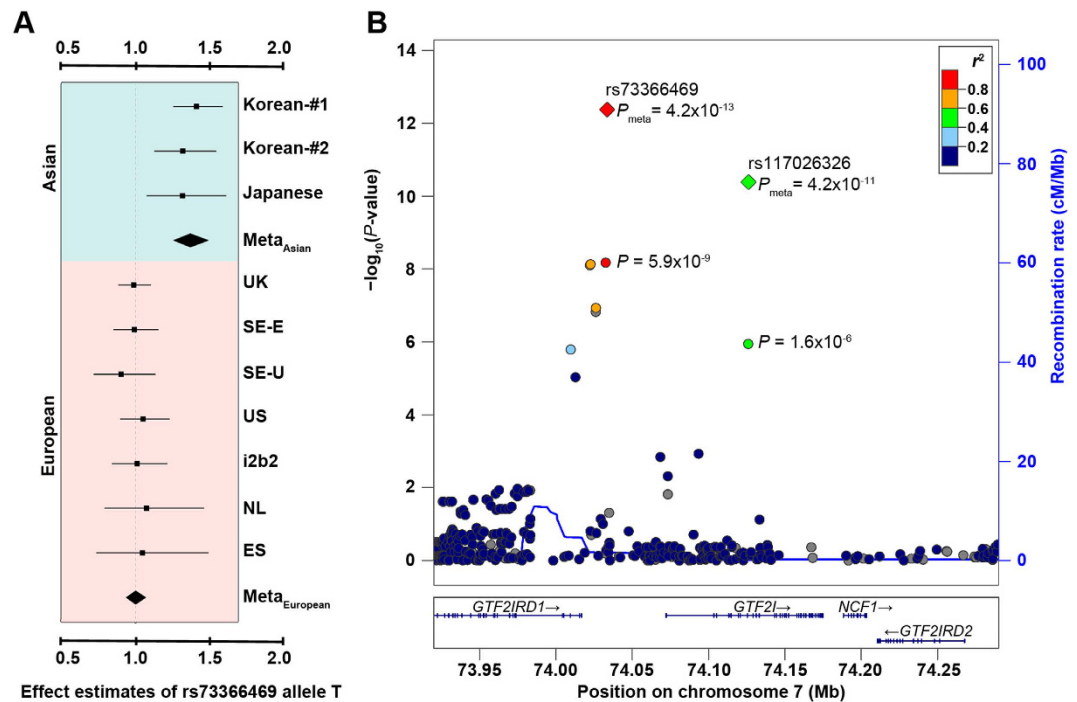 A
0.5 1.0 1.5 2.0
Asian
Korean-#1
Korean-#2
Japanese
Meta Asian
European
UK
SE-E
SE-U
US
i2b2
NL
ES
Meta European
0.5 1.0 1.5 2.0
Effect estimates of rs73366469 allele T
B
−log10(P-value)
14
12
10
8
6
4
2
0
rs73366469
Pmeta = 4.2x10-13
rs117026326
Pmeta = 4.2x10-11
P = 5.9x10-9
P = 1.6x10-6
r2
0.8
0.6
0.4
0.2
100
80
60
40
20
0
Recombination rate (cM/Mb)
GTF2IRD1→ GTF2I→ NCF1→
←GTF2IRD2
73.95 74.00 74.05 74.10 74.15 74.20 74.25
Position on chromosome 7 (Mb)